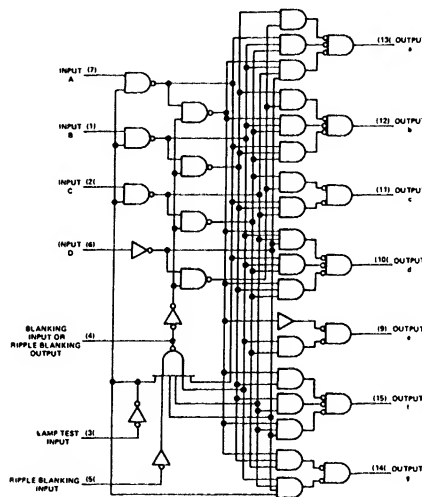 INPUT (7)
A
INPUT (1)
B
INPUT (2(
C
INPUT (6)
D
BLANKING
INPUT OR (4)
RIPPLE BLANKING
OUTPUT
LAMP TEST (3(
INPUT
RIPPLE BLANKING (5(
INPUT
(13( OUTPUT
a
(12) OUTPUT
b
(11) OUTPUT
c
(10( OUTPUT
d
(9) OUTPUT
e
(15) OUTPUT
f
(14( OUTPUT
g